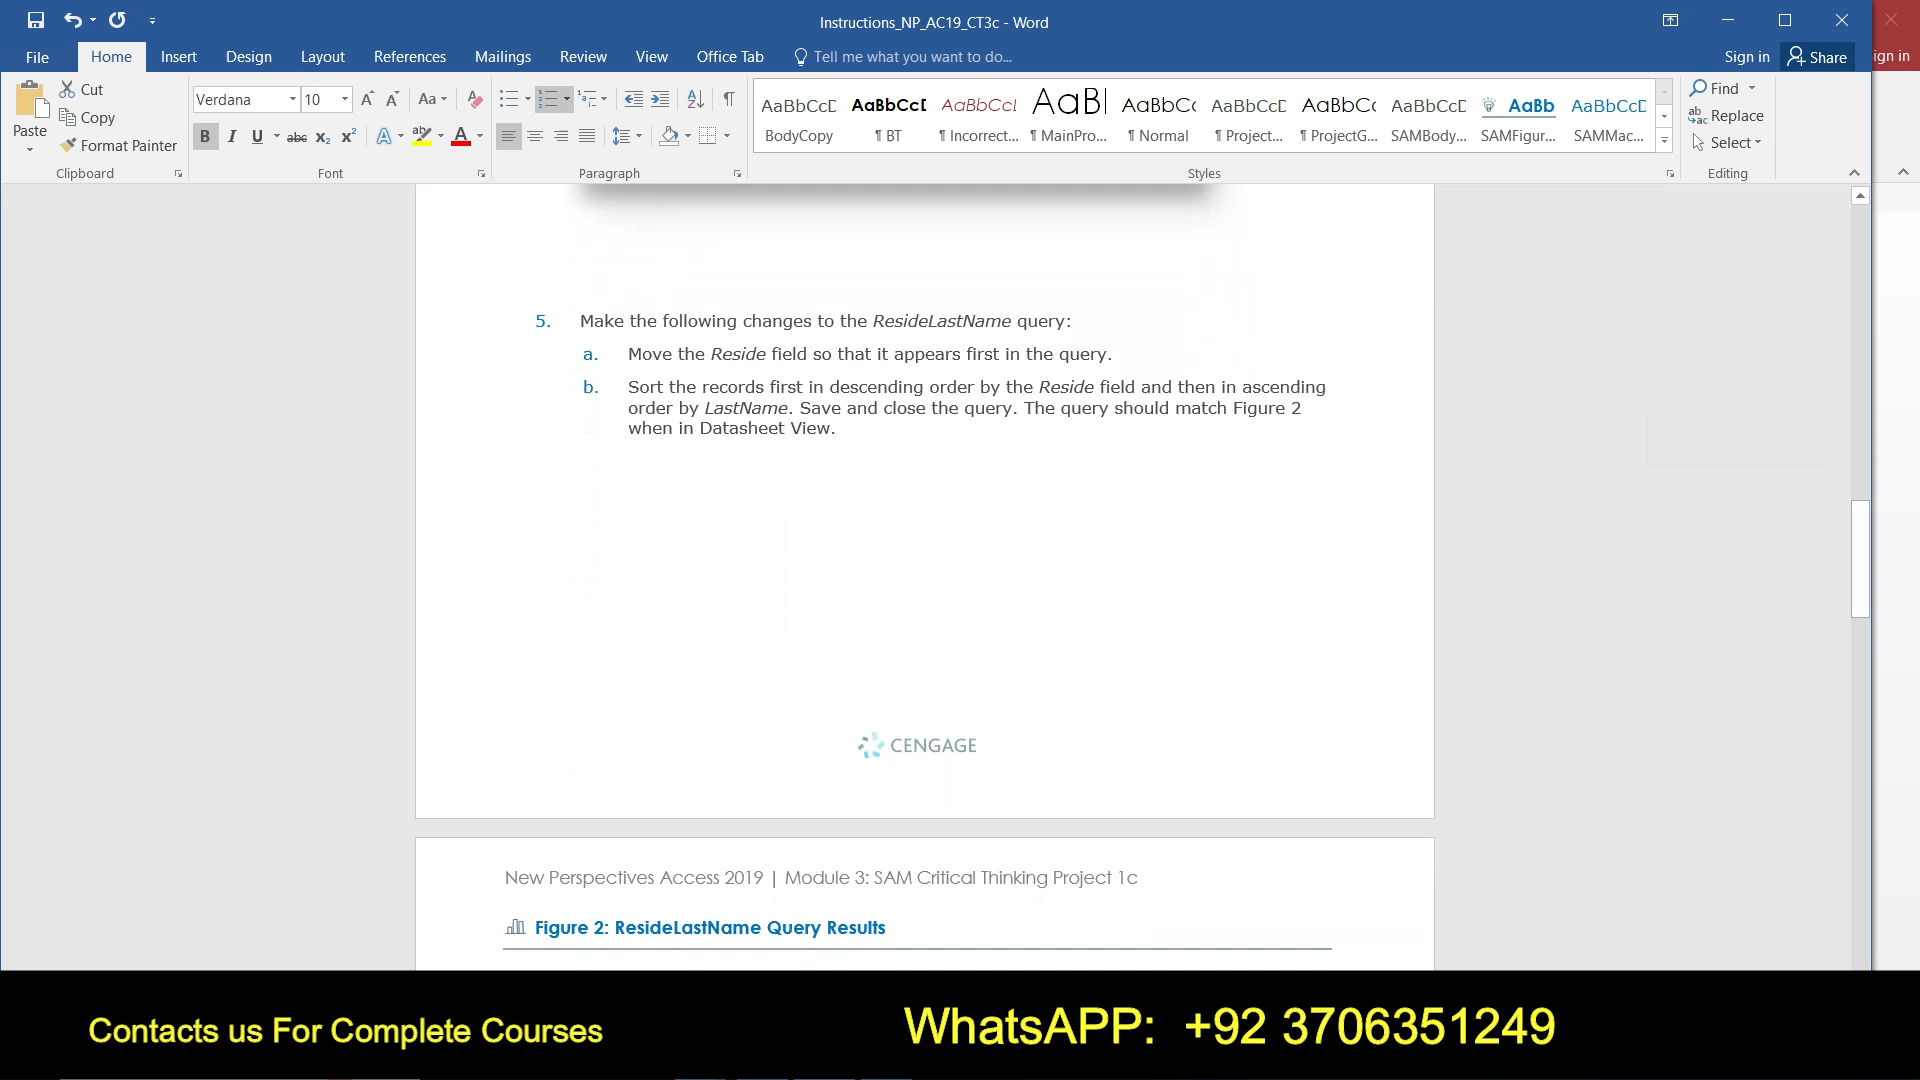 Instructions_NP_AC19_CT3c - Word
File Home Insert Design Layout References Mailings Review View Office Tab Tell me what you want to do... Sign in Share
Paste
Cut
Copy
Format Painter
Clipboard
Verdana 10
Font
Paragraph
AaBbCcD AaBbCcI AaBbCcl AaBl AaBbCc AaBbCcD AaBbCc AaBbCcD AaBb AaBbCcD
BodyCopy ¶ BT ¶ Incorrect... ¶ MainPro... ¶ Normal ¶ Project... ¶ ProjectG... SAMBody... SAMFigur... SAMMac...
Styles
Find
Replace
Select
Editing
5. Make the following changes to the ResideLastName query:
a. Move the Reside field so that it appears first in the query.
b. Sort the records first in descending order by the Reside field and then in ascending
order by LastName. Save and close the query. The query should match Figure 2
when in Datasheet View.
CENGAGE
New Perspectives Access 2019 | Module 3: SAM Critical Thinking Project 1c
Figure 2: ResideLastName Query Results
Contacts us For Complete Courses
WhatsAPP: +92 3706351249